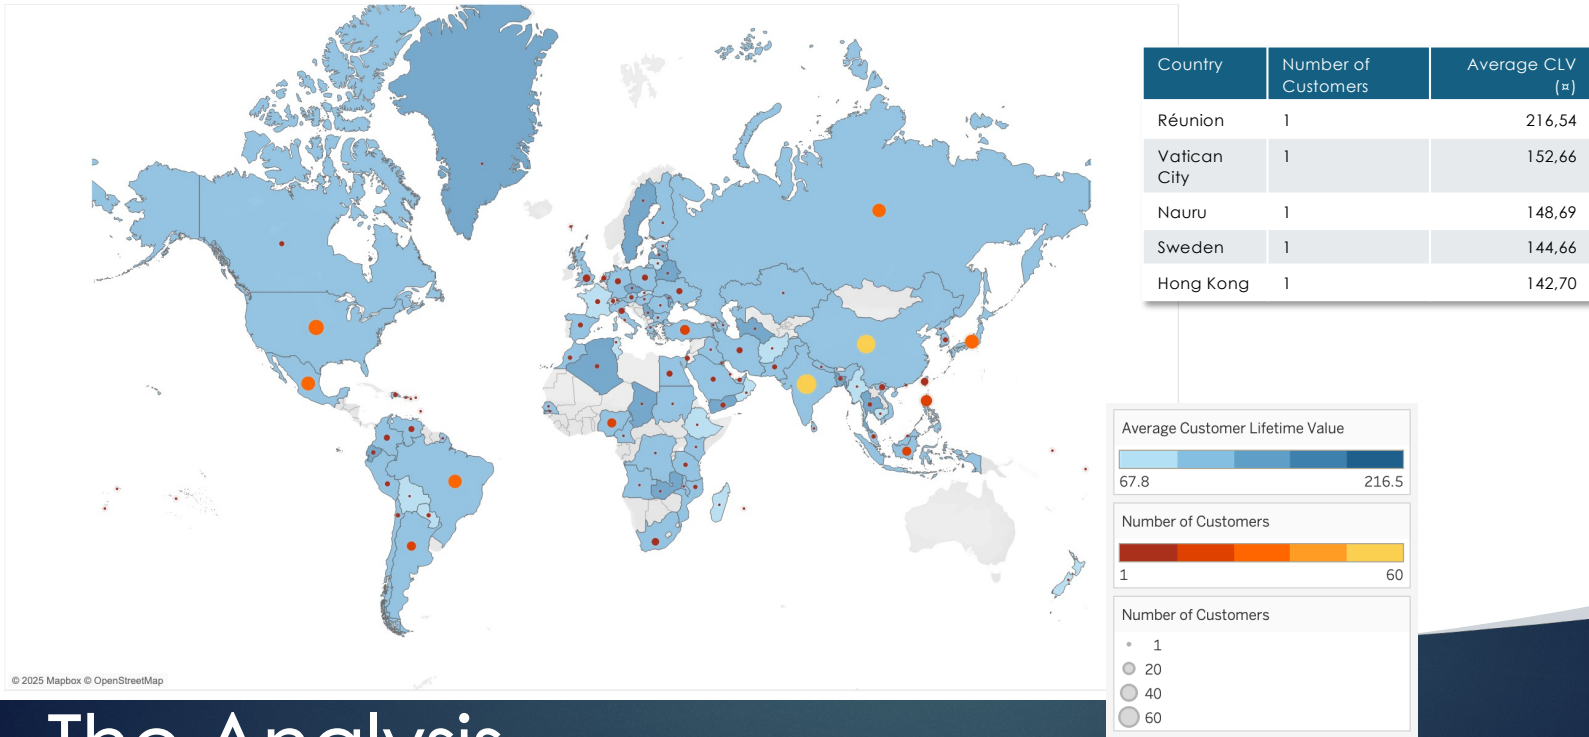 Country Number of Customers Average CLV (¤)
Réunion 1 216,54
Vatican City 1 152,66
Nauru 1 148,69
Sweden 1 144,66
Hong Kong 1 142,70
Average Customer Lifetime Value
67.8 216.5
Number of Customers
1 60
Number of Customers
1
20
40
60
© 2025 Mapbox © OpenStreetMap
The Analysis